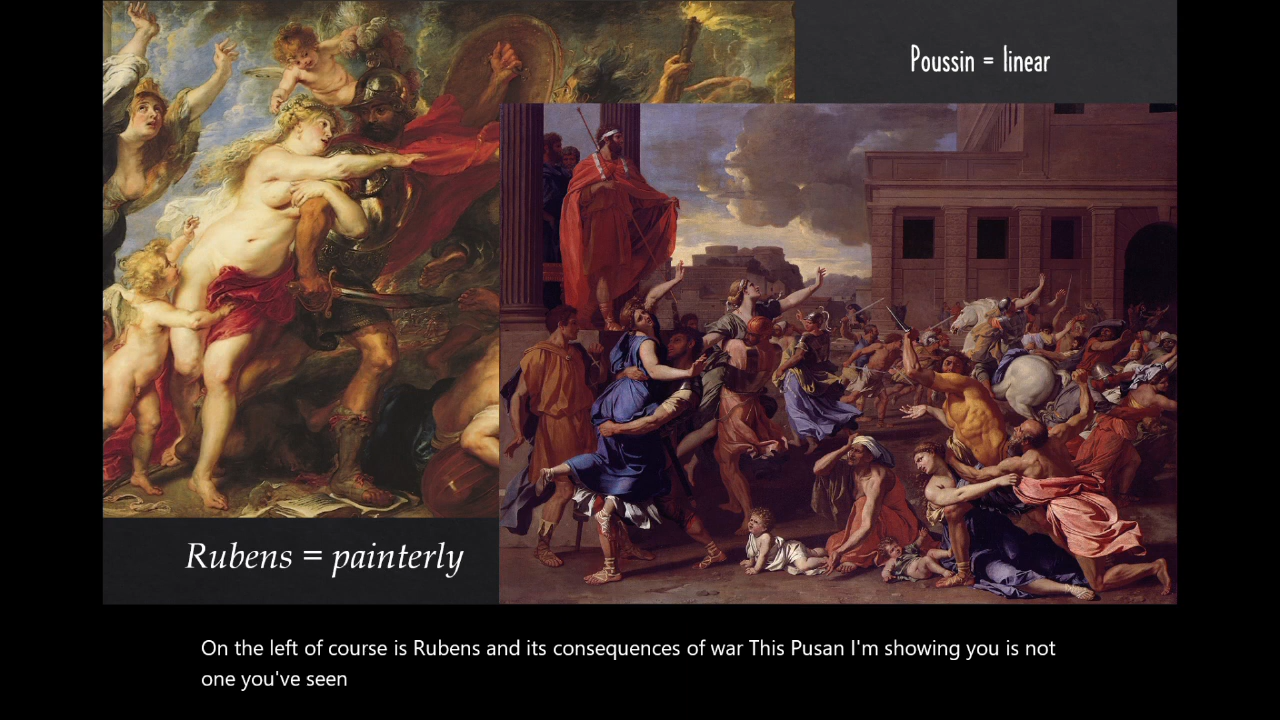 Poussin = linear
Rubens = painterly
On the left of course is Rubens and its consequences of war This Pusan I'm showing you is not
one you've seen